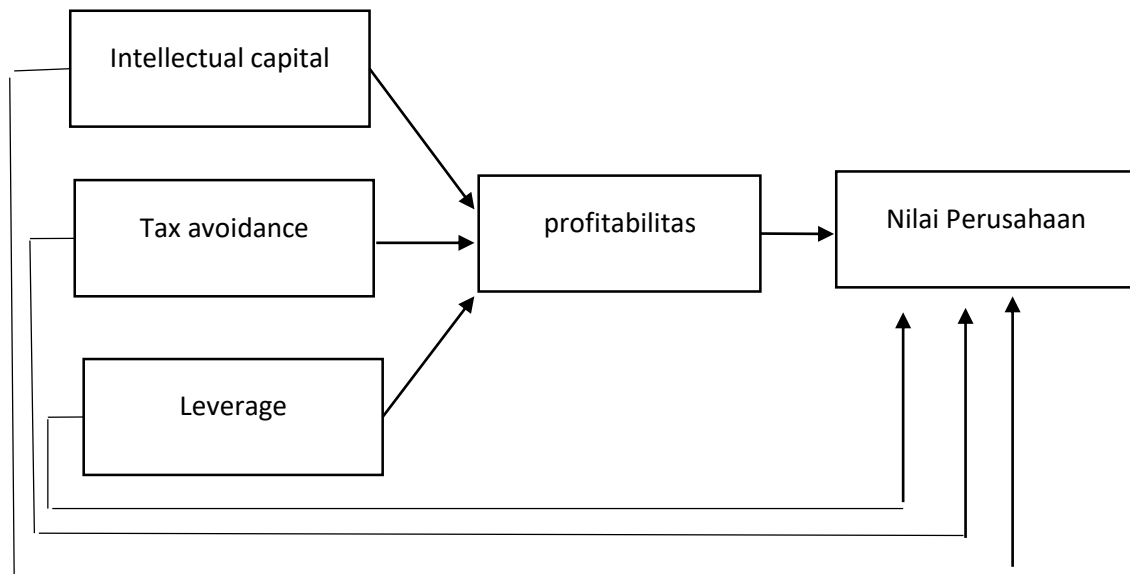 Intellectual capital
Tax avoidance
profitabilitas
Nilai Perusahaan
Leverage